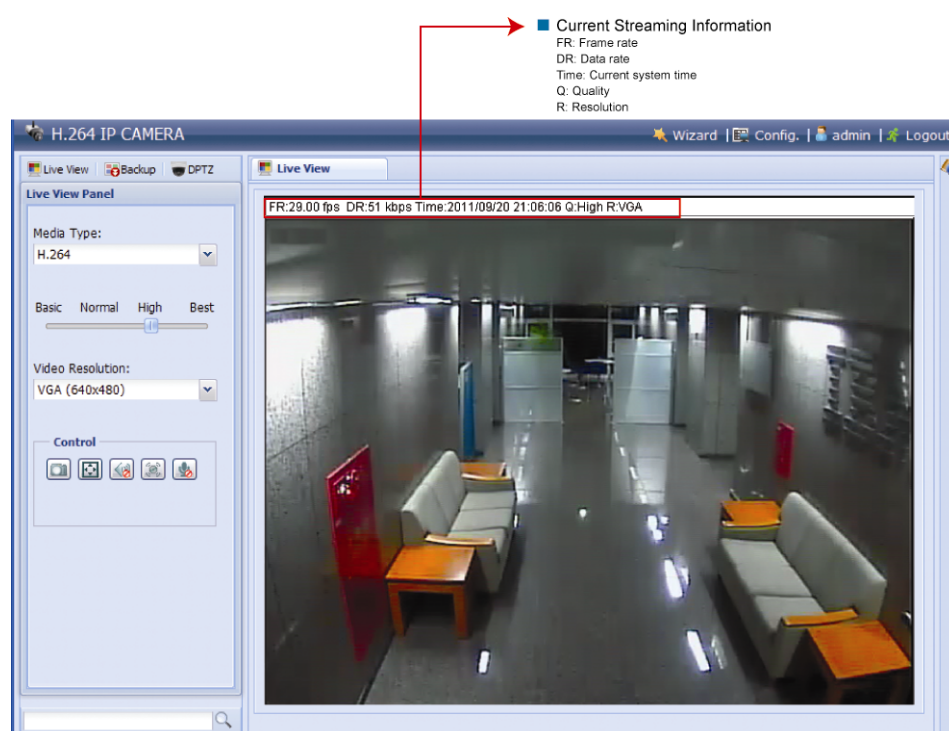 Current Streaming Information
FR: Frame rate
DR: Data rate
Time: Current system time
Q: Quality
R: Resolution
H.264 IP CAMERA
Wizard | Config. | admin | Logout
Live View Backup DPTZ
Live View
Live View Panel
FR:29.00 fps DR:51 kbps Time:2011/09/20 21:06:06 Q:High R:VGA
Media Type:
H.264
Basic Normal High Best
Video Resolution:
VGA (640x480)
Control